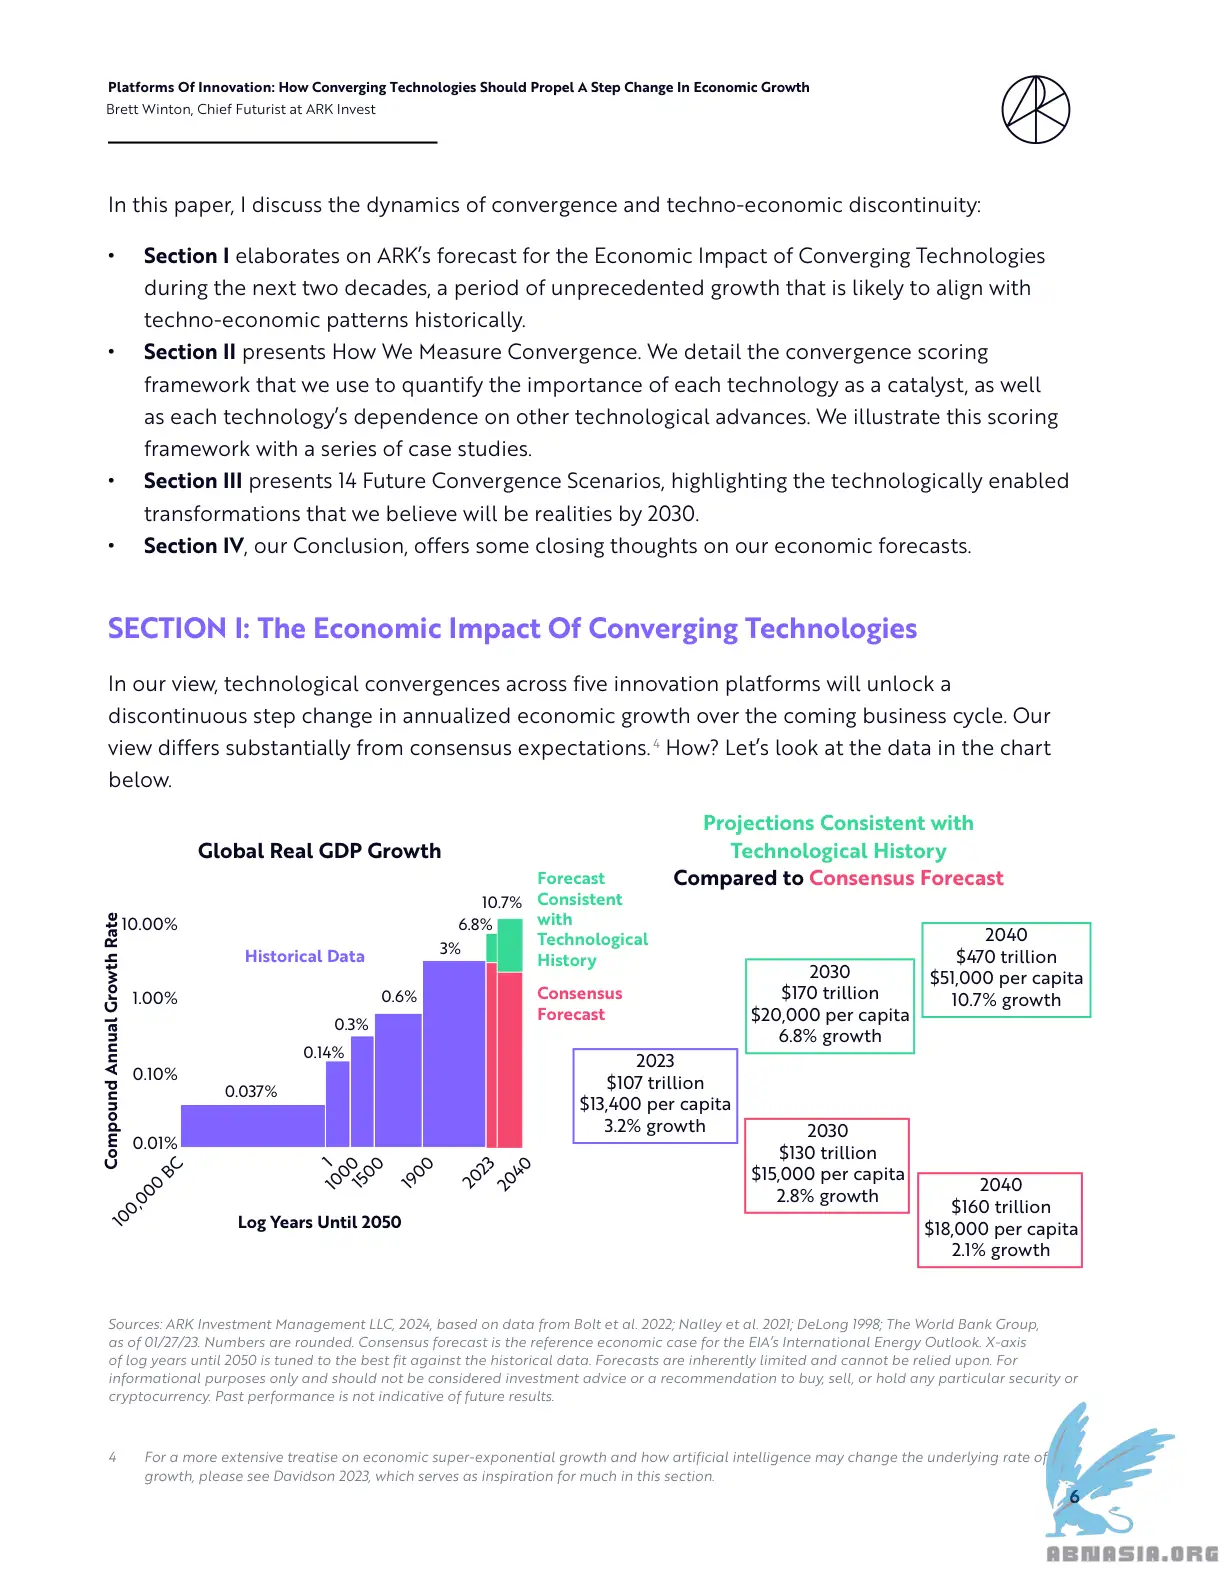 Platforms Of Innovation: How Converging Technologies Should Propel A Step Change In Economic Growth
Brett Winton, Chief Futurist at ARK Invest
In this paper, I discuss the dynamics of convergence and techno-economic discontinuity:
• Section I elaborates on ARK’s forecast for the Economic Impact of Converging Technologies
during the next two decades, a period of unprecedented growth that is likely to align with
techno-economic patterns historically.
• Section II presents How We Measure Convergence. We detail the convergence scoring
framework that we use to quantify the importance of each technology as a catalyst, as well
as each technology’s dependence on other technological advances. We illustrate this scoring
framework with a series of case studies.
• Section III presents 14 Future Convergence Scenarios, highlighting the technologically enabled
transformations that we believe will be realities by 2030.
• Section IV, our Conclusion, offers some closing thoughts on our economic forecasts.
SECTION I: The Economic Impact Of Converging Technologies
In our view, technological convergences across five innovation platforms will unlock a
discontinuous step change in annualized economic growth over the coming business cycle. Our
view differs substantially from consensus expectations.4 How? Let’s look at the data in the chart
below.
Global Real GDP Growth
Compound Annual Growth Rate
10.00%
1.00%
0.10%
0.01%
Historical Data
0.037%
0.14%
0.3%
0.6%
3%
6.8%
10.7%
Forecast
Consistent
with
Technological
History
Consensus
Forecast
100,000 BC
1
1000
1500
1900
2023
2040
Log Years Until 2050
Projections Consistent with
Technological History
Compared to Consensus Forecast
2023
$107 trillion
$13,400 per capita
3.2% growth
2030
$170 trillion
$20,000 per capita
6.8% growth
2040
$470 trillion
$51,000 per capita
10.7% growth
2030
$130 trillion
$15,000 per capita
2.8% growth
2040
$160 trillion
$18,000 per capita
2.1% growth
Sources: ARK Investment Management LLC, 2024, based on data from Bolt et al. 2022; Nalley et al. 2021; DeLong 1998; The World Bank Group,
as of 01/27/23. Numbers are rounded. Consensus forecast is the reference economic case for the EIA’s International Energy Outlook. X-axis
of log years until 2050 is tuned to the best fit against the historical data. Forecasts are inherently limited and cannot be relied upon. For
informational purposes only and should not be considered investment advice or a recommendation to buy, sell, or hold any particular security or
cryptocurrency. Past performance is not indicative of future results.
4 For a more extensive treatise on economic super-exponential growth and how artificial intelligence may change the underlying rate of
growth, please see Davidson 2023, which serves as inspiration for much in this section.
6
ABNASIA.ORG